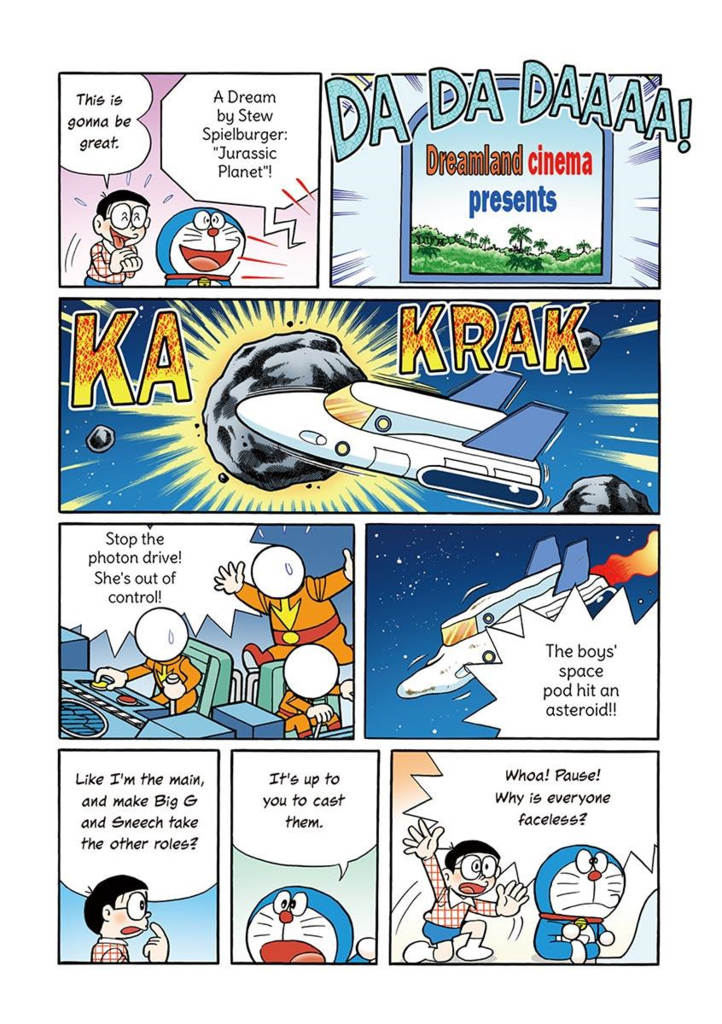 DA DA DAAAAA!
Dreamland cinema
presents
A Dream
by Stew
Spielburger:
"Jurassic
Planet"!
This is
gonna be
great.
KA KRAK
The boys'
space
pod hit an
asteroid!!
Stop the
photon drive!
She's out of
control!
Whoa! Pause!
Why is everyone
faceless?
It's up to
you to cast
them.
Like I'm the main,
and make Big G
and Sneech take
the other roles?